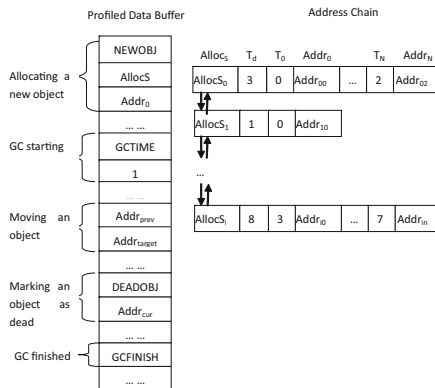 Profiled Data Buffer
Address Chain
NEWOBJ
AllocS
Addr0
... ...
GCTIME
1
... ...
Addrprev
Addrtarget
... ...
DEADOBJ
Addrcur
... ...
GCFINISH
... ...
Allocating a
new object
GC starting
Moving an
object
Marking an
object as
dead
GC finished
AllocS Td T0 Addr0 TN AddrN
AllocS0 3 0 Addr00 ... 2 Addr02
AllocS1 1 0 Addr10
...
AllocSi 8 3 Addri0 ... 7 Addrin